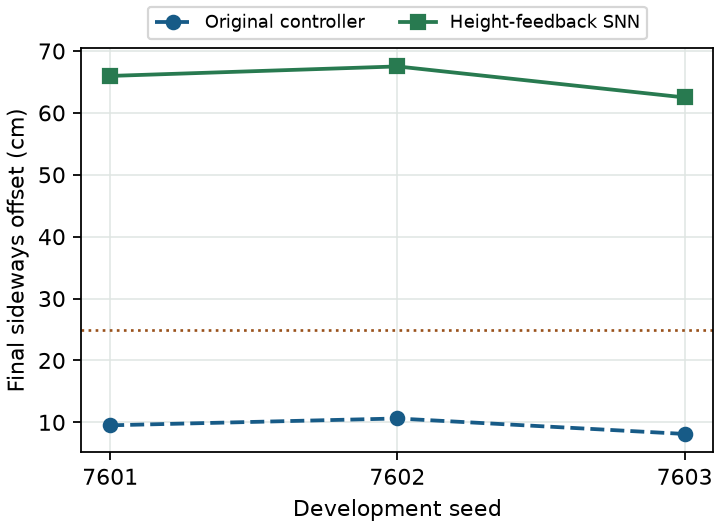 Original controller
Height-feedback SNN
Final sideways offset (cm)
70
60
50
40
30
20
10
7601
7602
7603
Development seed